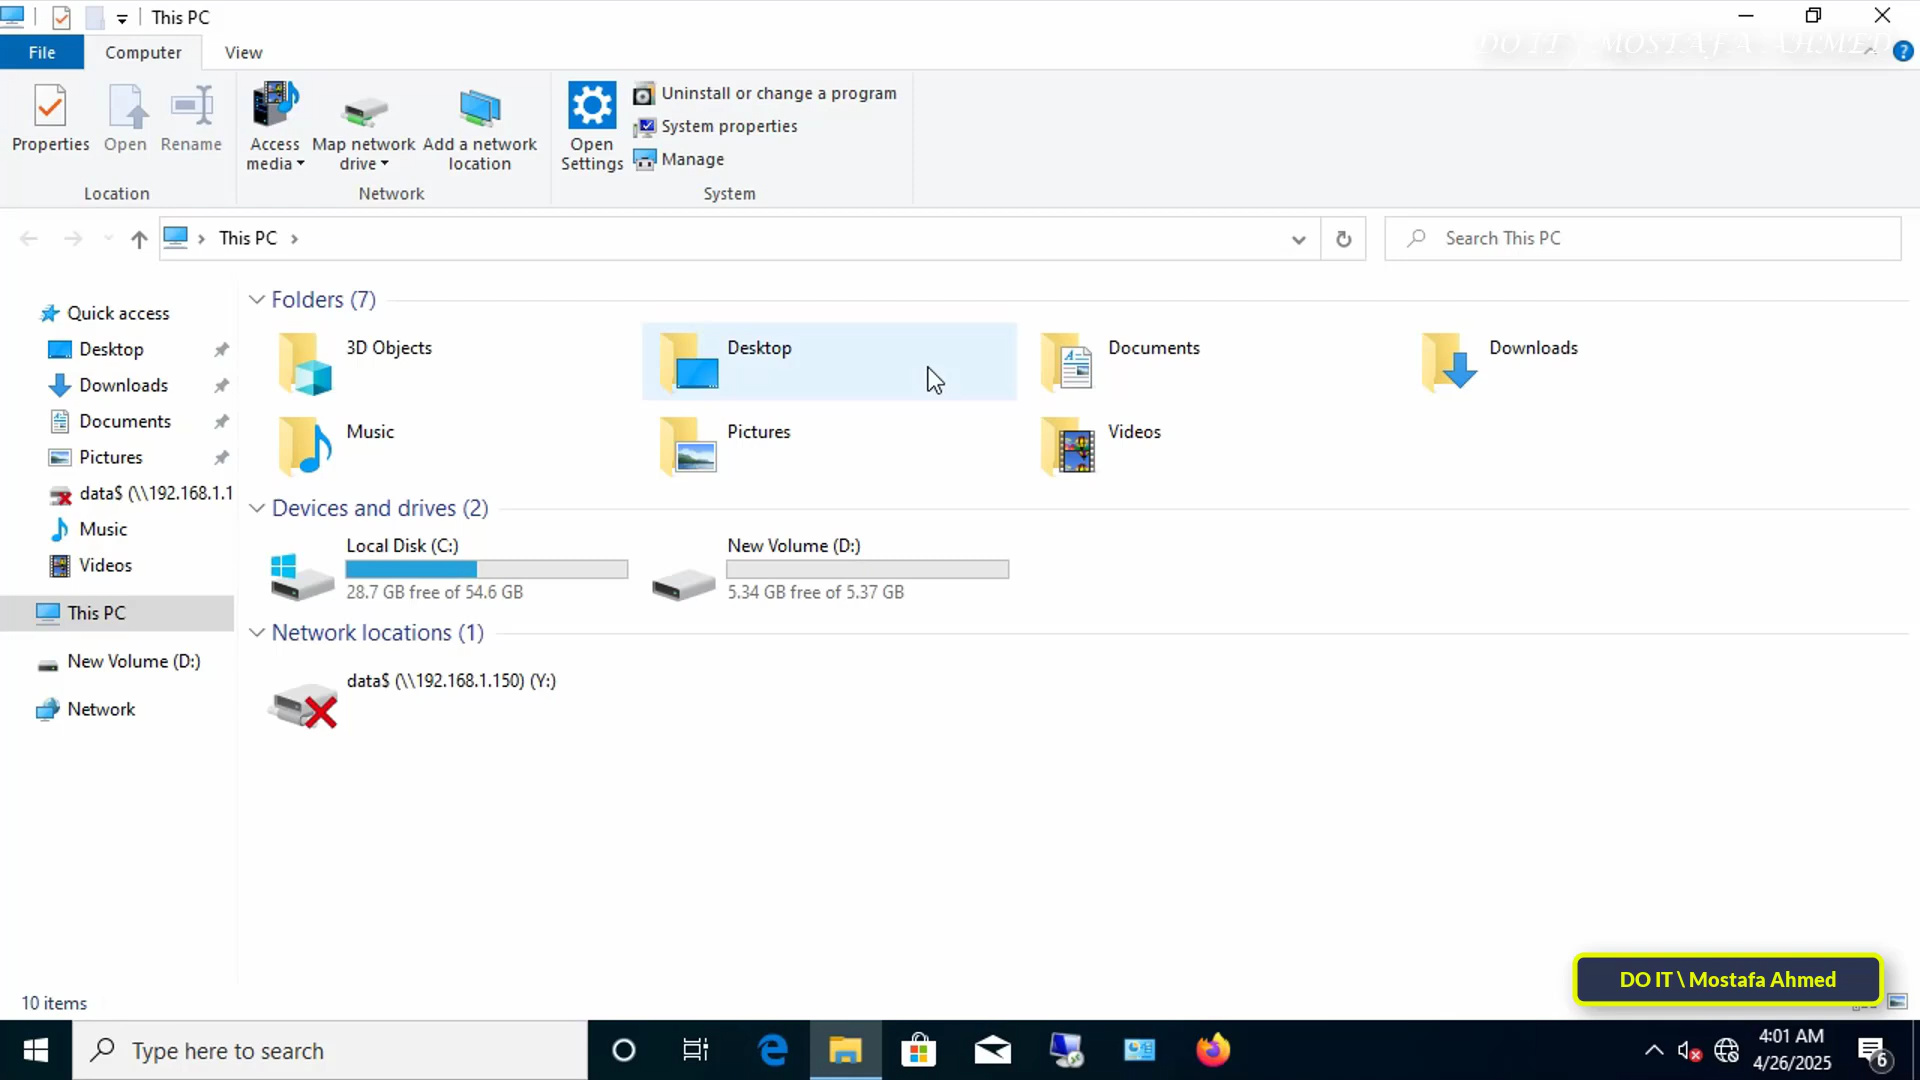 This PC
DO IT \ MOSTAFA AHMED
File
Computer
View
Properties
Open
Rename
Access media
Map network drive
Add a network location
Open Settings
Uninstall or change a program
System properties
Manage
Location
Network
System
This PC
Search This PC
Quick access
Desktop
Downloads
Documents
Pictures
data$ (\\192.168.1.1
Music
Videos
This PC
New Volume (D:)
Network
Folders (7)
3D Objects
Desktop
Documents
Downloads
Music
Pictures
Videos
Devices and drives (2)
Local Disk (C:)
28.7 GB free of 54.6 GB
New Volume (D:)
5.34 GB free of 5.37 GB
Network locations (1)
data$ (\\192.168.1.150) (Y:)
10 items
DO IT \ Mostafa Ahmed
Type here to search
4:01 AM
4/26/2025
6